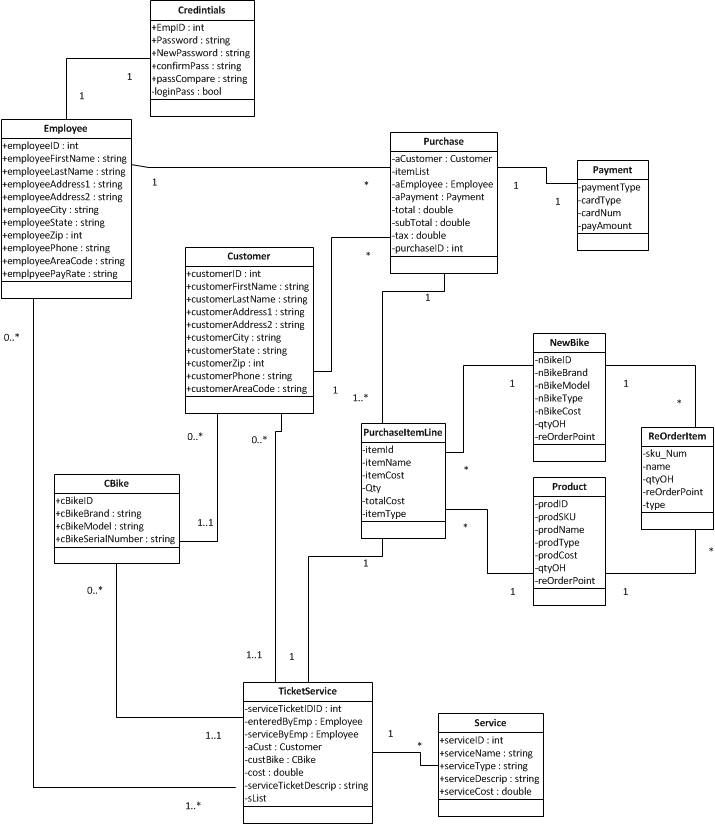 Credintials
+EmpID : int
+Password : string
+NewPassword : string
+confirmPass : string
+passCompare : string
-loginPass : bool
1
1
Employee
+employeeID : int
+employeeFirstName : string
+employeeLastName : string
+employeeAddress1 : string
+employeeAddress2 : string
+employeeCity : string
+employeeState : string
+employeeZip : int
+employeePhone : string
+employeeAreaCode : string
+emplpyeePayRate : string
1
*
Purchase
-aCustomer : Customer
-itemList
-aEmployee : Employee
-aPayment : Payment
-total : double
-subTotal : double
-tax : double
-purchaseID : int
1
1
Payment
-paymentType
-cardType
-cardNum
-payAmount
Customer
+customerID : int
+customerFirstName : string
+customerLastName : string
+customerAddress1 : string
+customerAddress2 : string
+customerCity : string
+customerState : string
+customerZip : int
+customerPhone : string
+customerAreaCode : string
*
1
1
1..*
0..*
0..*
0..*
NewBike
-nBikeID
-nBikeBrand
-nBikeModel
-nBikeType
-nBikeCost
-qtyOH
-reOrderPoint
1
1
*
PurchaseItemLine
-itemId
-itemName
-itemCost
-Qty
-totalCost
-itemType
*
*
1
ReOrderItem
-sku_Num
-name
-qtyOH
-reOrderPoint
-type
*
Product
-prodID
-prodSKU
-prodName
-prodType
-prodCost
-qtyOH
-reOrderPoint
1
1
CBike
+cBikeID
+cBikeBrand : string
+cBikeModel : string
+cBikeSerialNumber : string
1..1
0..*
1..1
1
1..1
1..*
TicketService
-serviceTicketIDID : int
-enteredByEmp : Employee
-serviceByEmp : Employee
-aCust : Customer
-custBike : CBike
-cost : double
-serviceTicketDescrip : string
-sList
1
*
Service
+serviceID : int
+serviceName : string
+serviceType : string
+serviceDescrip : string
+serviceCost : double